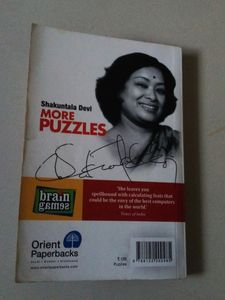 Shakuntala Devi
MORE
PUZZLES
brain
games
'She leaves you
spellbound with calculating feats that
could be the envy of the best computers
in the world.'
Times of India
Orient
Paperbacks
www.orientpaperbacks.com